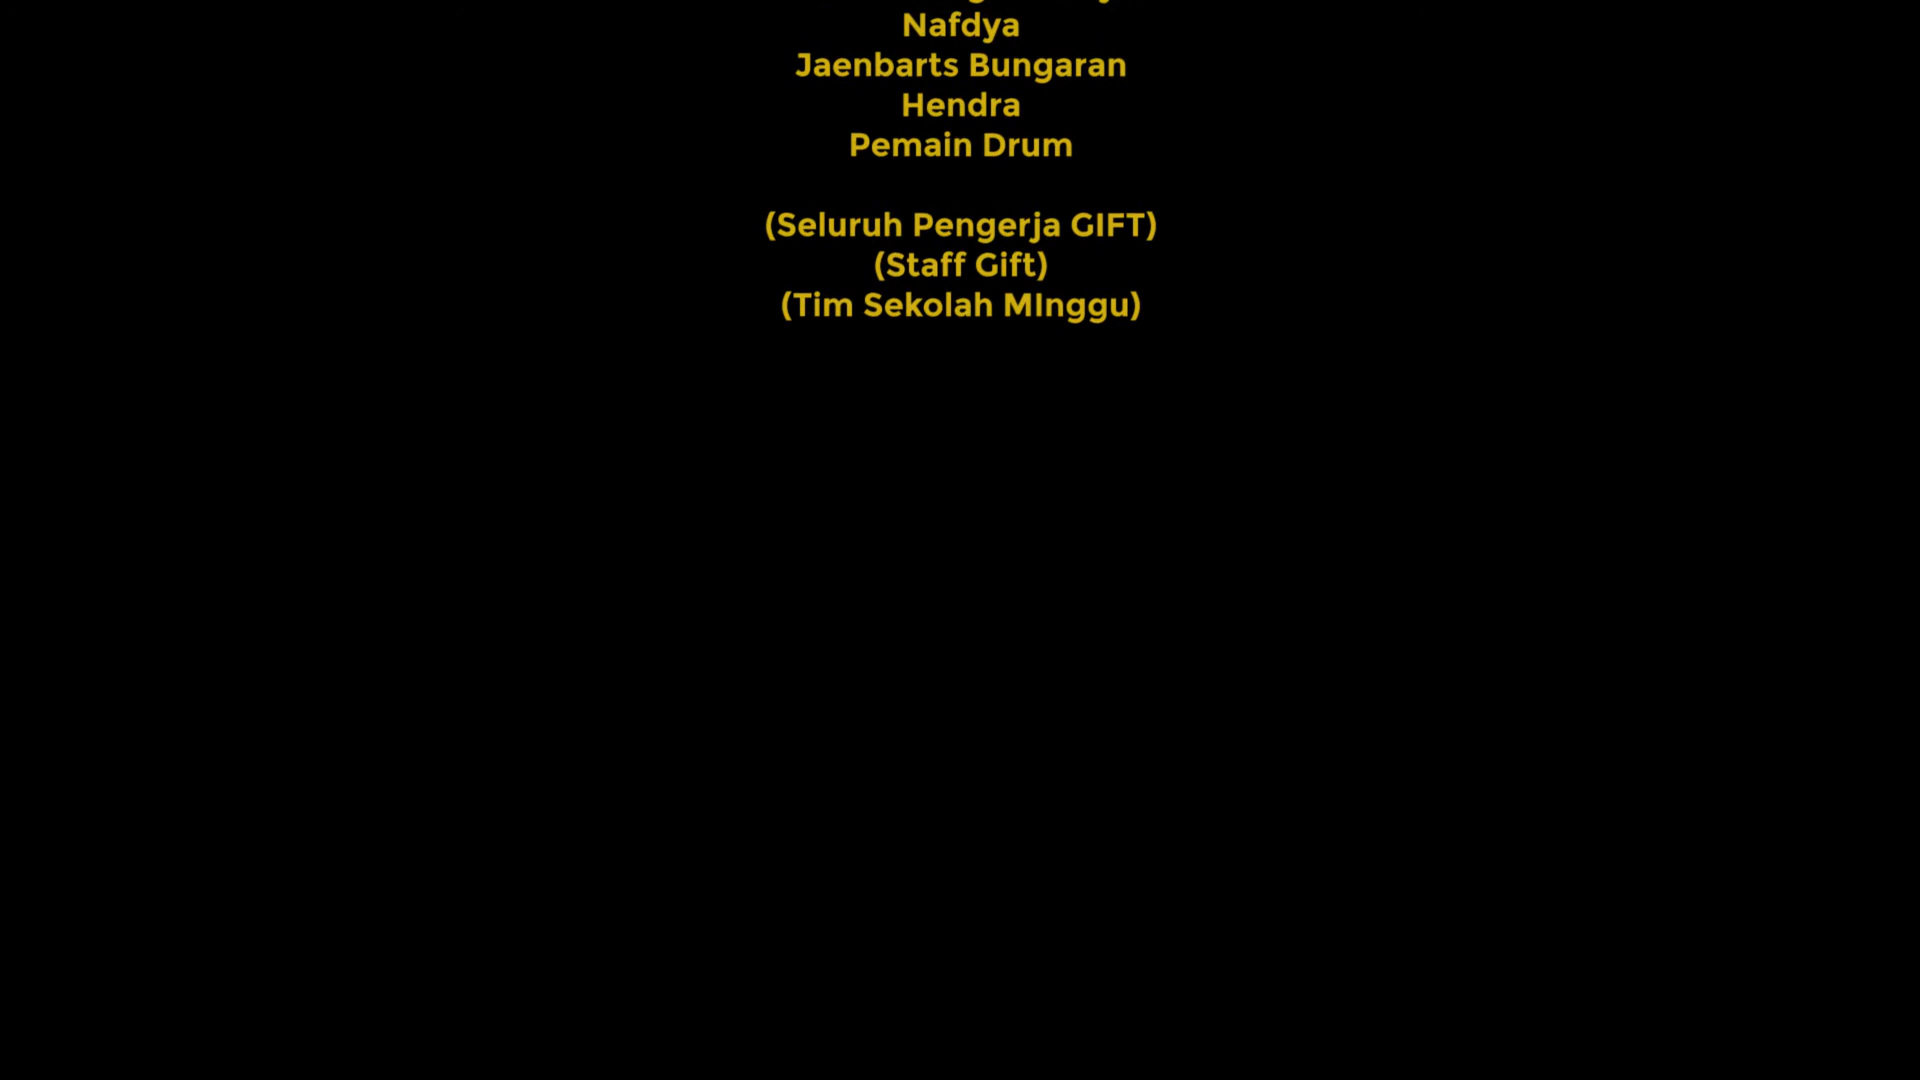 Nafdya
Jaenbarts Bungaran
Hendra
Pemain Drum
(Seluruh Pengerja GIFT)
(Staff Gift)
(Tim Sekolah MInggu)